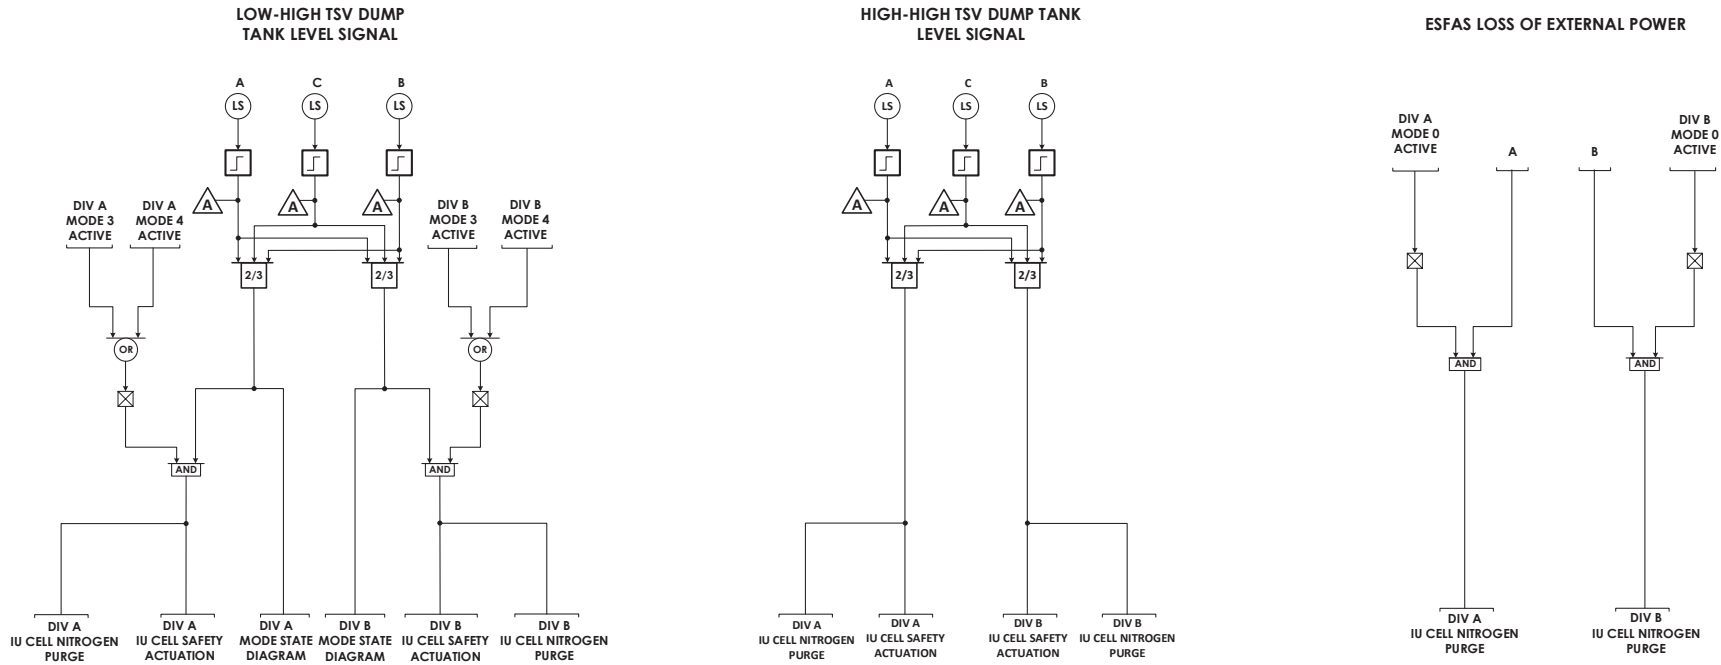 LOW-HIGH TSV DUMP
TANK LEVEL SIGNAL
A
C
B
LS
LS
LS
A
A
A
DIV A
MODE 3
ACTIVE
DIV A
MODE 4
ACTIVE
DIV B
MODE 3
ACTIVE
DIV B
MODE 4
ACTIVE
2/3
2/3
OR
OR
AND
AND
DIV A
IU CELL NITROGEN
PURGE
DIV A
IU CELL SAFETY
ACTUATION
DIV A
MODE STATE
DIAGRAM
DIV B
MODE STATE
DIAGRAM
DIV B
IU CELL SAFETY
ACTUATION
DIV B
IU CELL NITROGEN
PURGE
HIGH-HIGH TSV DUMP TANK
LEVEL SIGNAL
A
C
B
LS
LS
LS
A
A
A
2/3
2/3
DIV A
IU CELL NITROGEN
PURGE
DIV A
IU CELL SAFETY
ACTUATION
DIV B
IU CELL SAFETY
ACTUATION
DIV B
IU CELL NITROGEN
PURGE
ESFAS LOSS OF EXTERNAL POWER
DIV A
MODE 0
ACTIVE
A
B
DIV B
MODE 0
ACTIVE
AND
AND
DIV A
IU CELL NITROGEN
PURGE
DIV B
IU CELL NITROGEN
PURGE